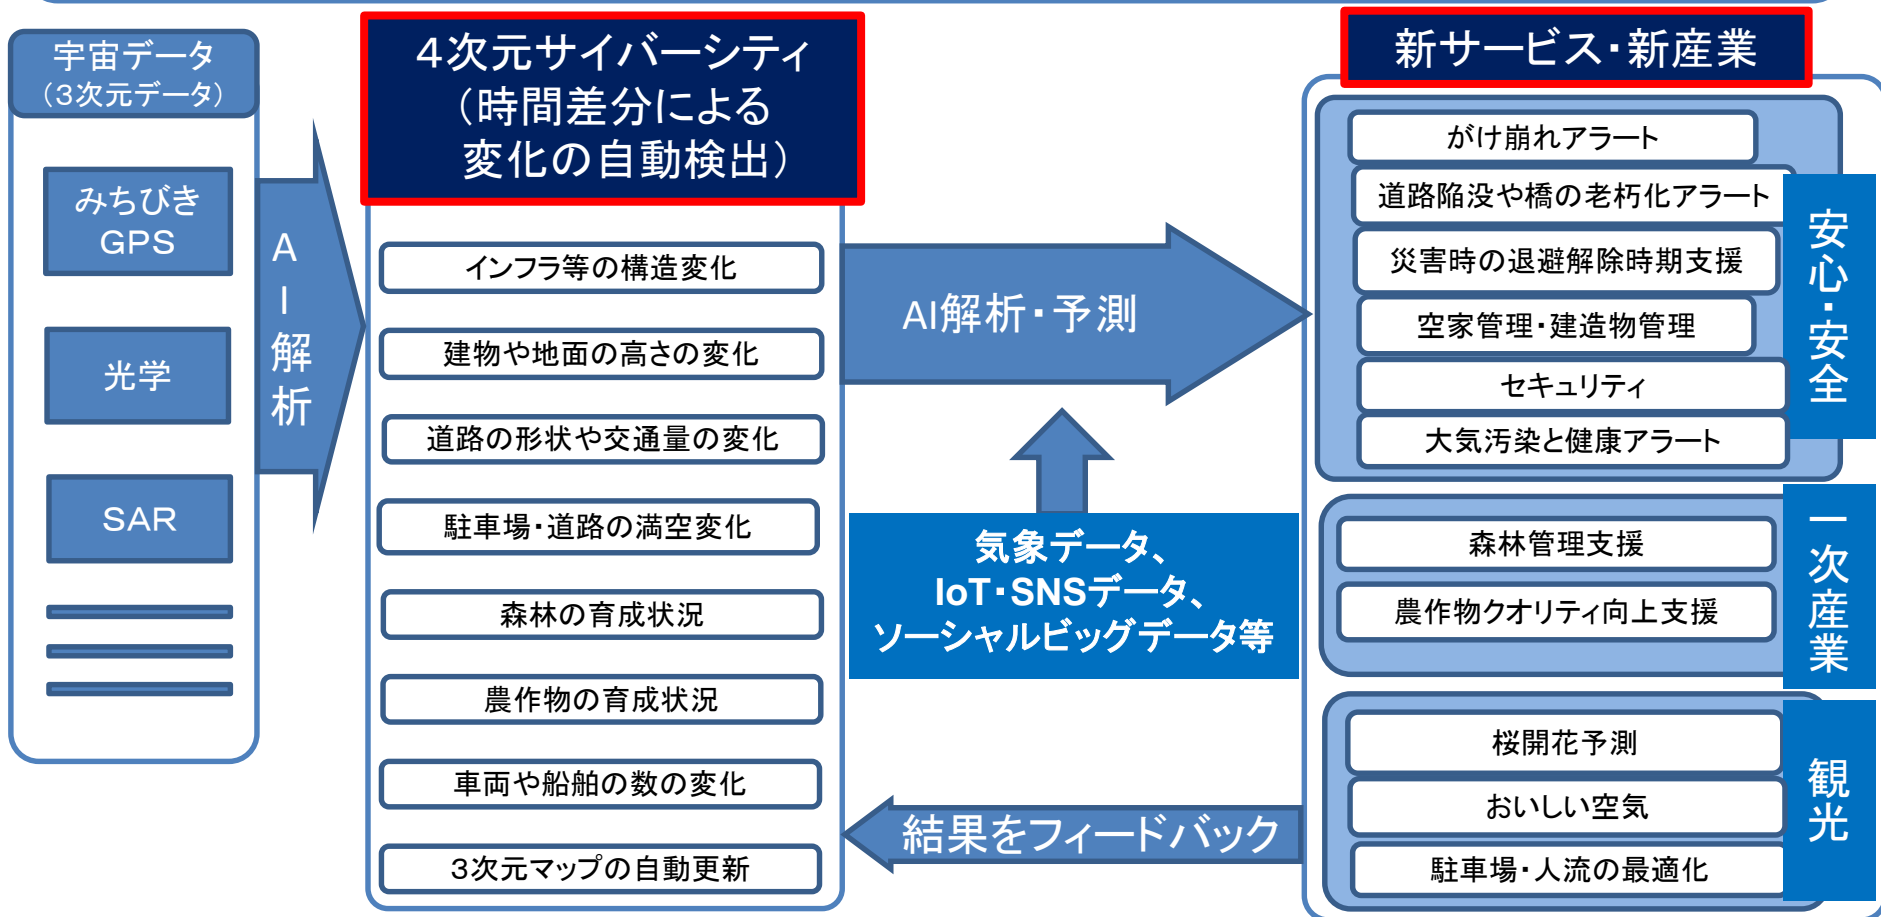 宇宙データ
（３次元データ）
みちびき
GPS
光学
SAR
AI解析
４次元サイバーシティ
（時間差分による
変化の自動検出）
インフラ等の構造変化
建物や地面の高さの変化
道路の形状や交通量の変化
駐車場・道路の満空変化
森林の育成状況
農作物の育成状況
車両や船舶の数の変化
３次元マップの自動更新
AI解析・予測
気象データ、
IoT・SNSデータ、
ソーシャルビッグデータ等
結果をフィードバック
新サービス・新産業
がけ崩れアラート
道路陥没や橋の老朽化アラート
災害時の退避解除時期支援
空家管理・建造物管理
セキュリティ
大気汚染と健康アラート
安心・安全
森林管理支援
農作物クオリティ向上支援
一次産業
桜開花予測
おいしい空気
駐車場・人流の最適化
観光